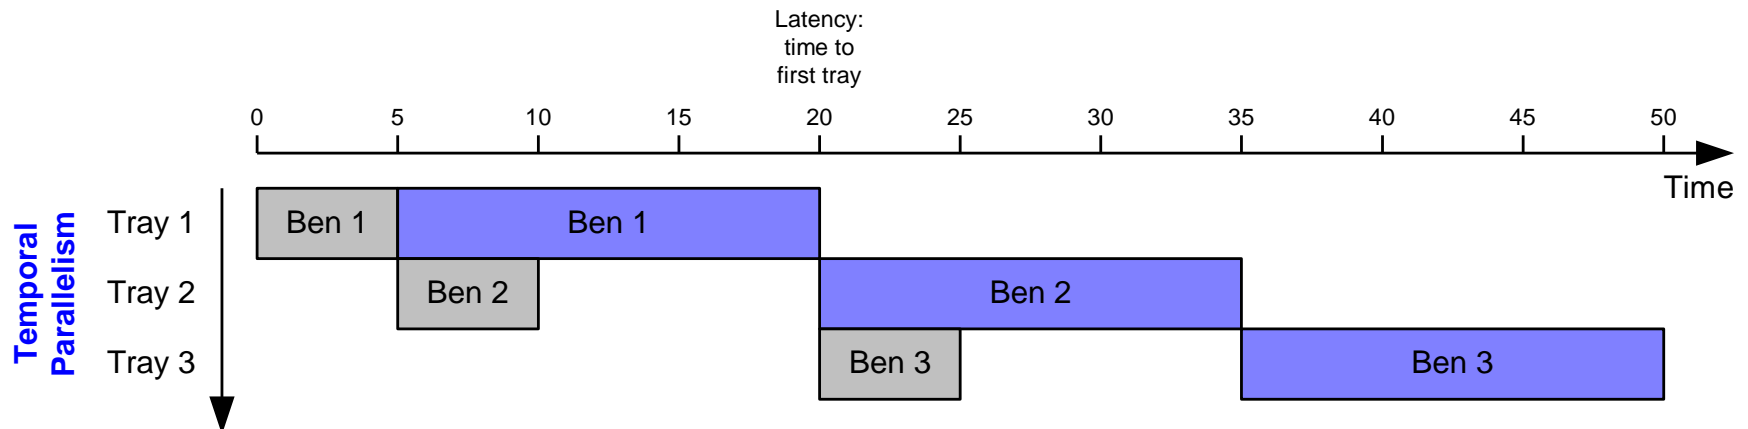 Latency:
time to
first tray
0 5 10 15 20 25 30 35 40 45 50
Time
Temporal
Parallelism
Tray 1 Ben 1 Ben 1
Tray 2 Ben 2 Ben 2
Tray 3 Ben 3 Ben 3